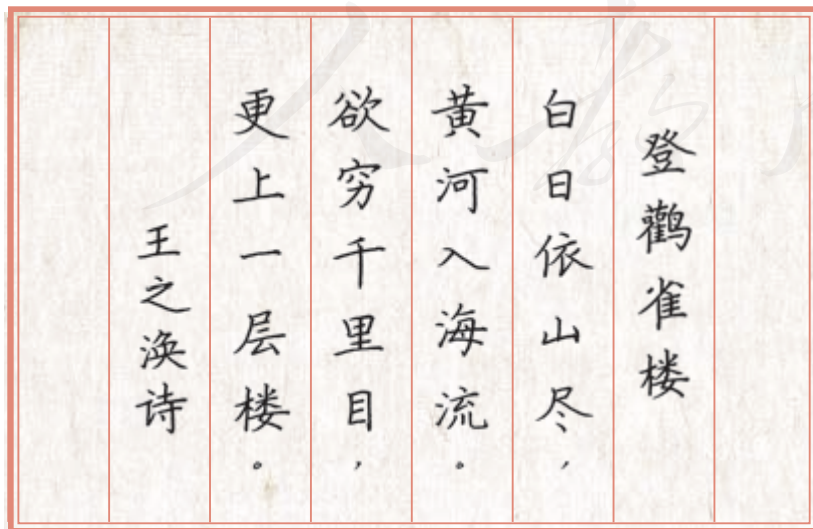 登鹳雀楼
白日依山尽，
黄河入海流。
欲穷千里目，
更上一层楼。
王之涣诗